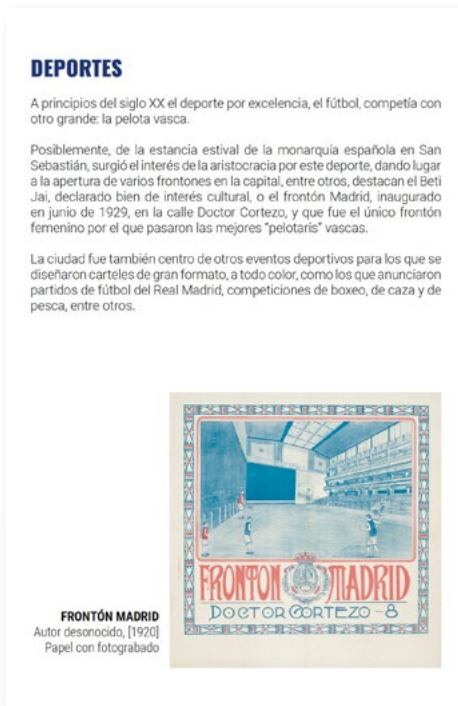 DEPORTES
A principios del siglo XX el deporte por excelencia, el fútbol, competía con
otro grande: la pelota vasca.
Posiblemente, de la estancia estival de la monarquía española en San
Sebastián, surgió el interés de la aristocracia por este deporte, dando lugar
a la apertura de varios frontones en la capital, entre otros, destacan el Beti
Jai, declarado bien de interés cultural, o el frontón Madrid, inaugurado
en junio de 1929, en la calle Doctor Cortezo, y que fue el único frontón
femenino por el que pasaron las mejores "pelotaris" vascas.
La ciudad fue también centro de otros eventos deportivos para los que se
diseñaron carteles de gran formato, a todo color, como los que anunciaron
partidos de fútbol del Real Madrid, competiciones de boxeo, de caza y de
pesca, entre otros.
FRONTON MADRID
DOCTOR CORTEZO - 8
FRONTÓN MADRID
Autor desonocido, [1920]
Papel con fotograbado